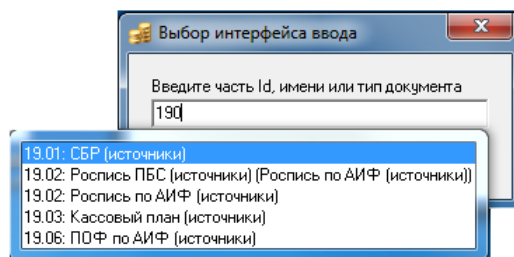 Выбор интерфейса ввода
Введите часть Id, имени или тип документа
190
19.01: СБР (источники)
19.02: Роспись ПБС (источники) (Роспись по АИФ (источники))
19.02: Роспись по АИФ (источники)
19.03: Кассовый план (источники)
19.06: ПОФ по АИФ (источники)